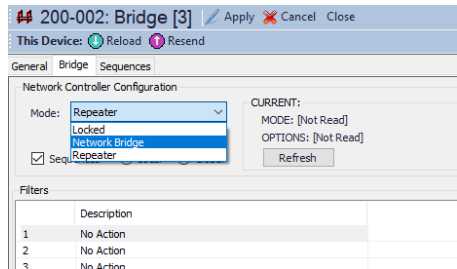 200-002: Bridge [3] Apply Cancel Close
This Device: Reload Resend
General Bridge Sequences
Network Controller Configuration
Mode: Repeater
Locked
Network Bridge
Repeater
CURRENT:
MODE: [Not Read]
OPTIONS: [Not Read]
Refresh
Filters
Description
1 No Action
2 No Action
3 No Action